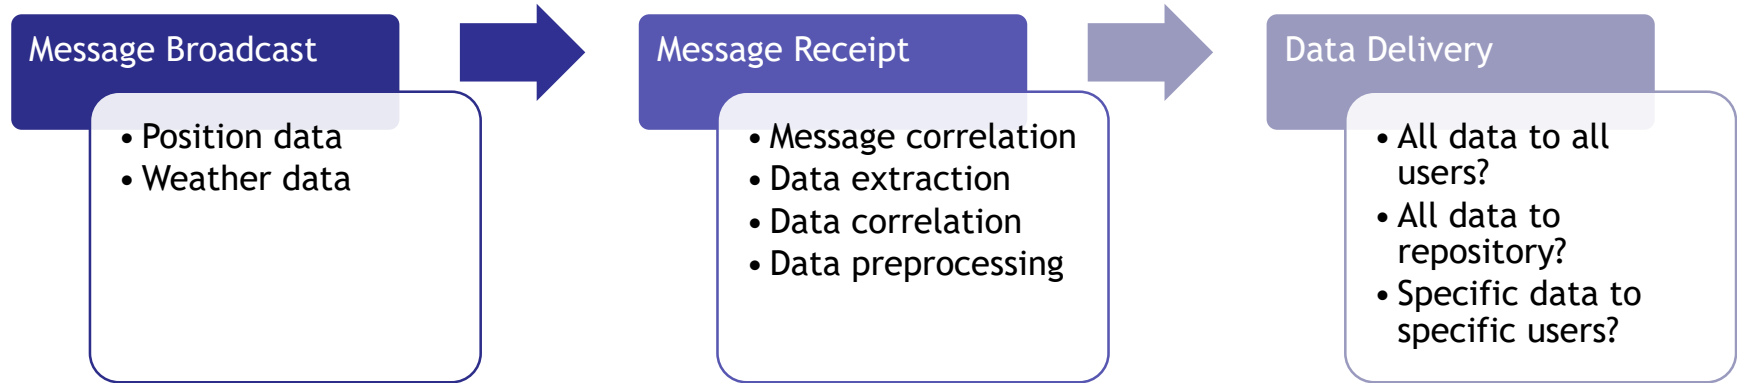 Message Broadcast
• Position data
• Weather data
Message Receipt
• Message correlation
• Data extraction
• Data correlation
• Data preprocessing
Data Delivery
• All data to all
users?
• All data to
repository?
• Specific data to
specific users?